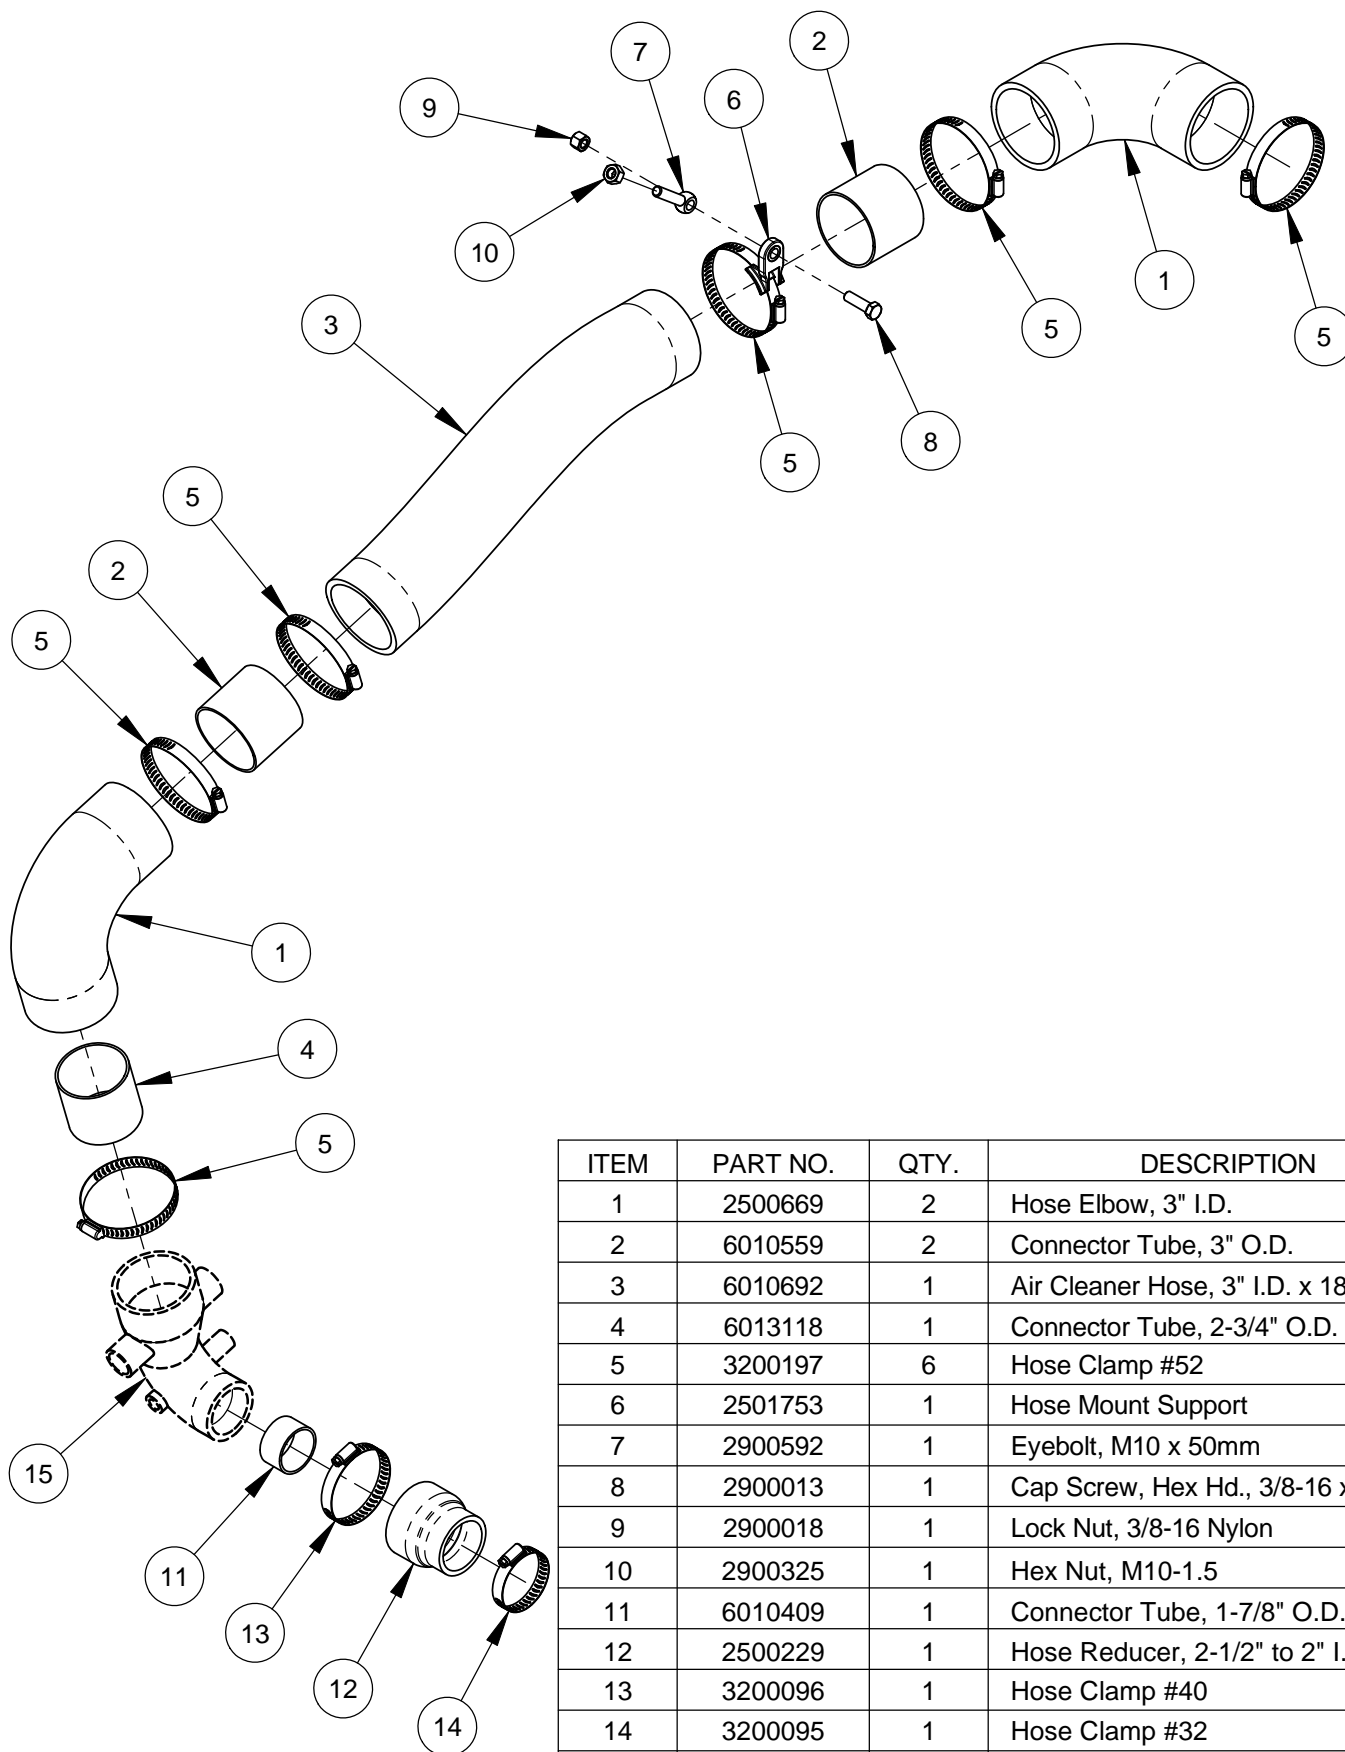 7
2
9
6
10
1
3
5
5
8
5
5
2
5
1
4
5
15
11
13
12
14
ITEM PART NO. QTY. DESCRIPTION
1 2500669 2 Hose Elbow, 3" I.D.
2 6010559 2 Connector Tube, 3" O.D.
3 6010692 1 Air Cleaner Hose, 3" I.D. x 18
4 6013118 1 Connector Tube, 2-3/4" O.D.
5 3200197 6 Hose Clamp #52
6 2501753 1 Hose Mount Support
7 2900592 1 Eyebolt, M10 x 50mm
8 2900013 1 Cap Screw, Hex Hd., 3/8-16 x
9 2900018 1 Lock Nut, 3/8-16 Nylon
10 2900325 1 Hex Nut, M10-1.5
11 6010409 1 Connector Tube, 1-7/8" O.D.
12 2500229 1 Hose Reducer, 2-1/2" to 2" I.
13 3200096 1 Hose Clamp #40
14 3200095 1 Hose Clamp #32